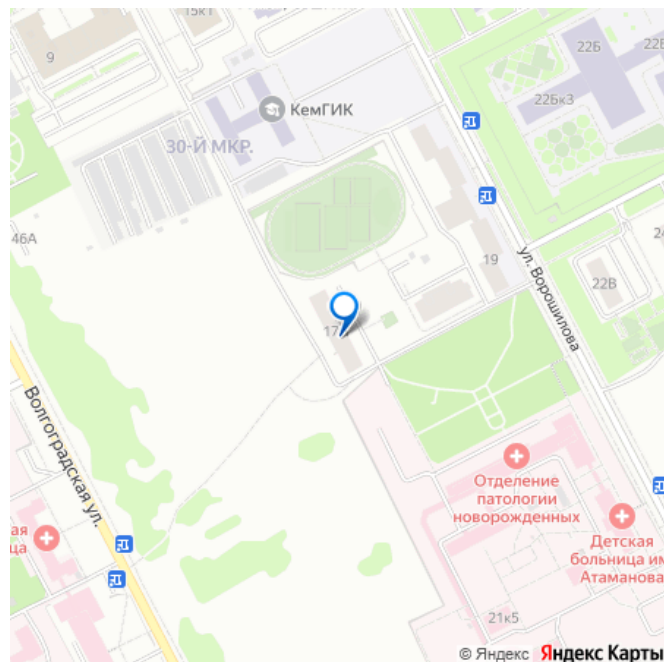 15к1
9
22Б
22Бк3
КемГИК
30-Й МКР.
46А
19
ул. Ворошилова
22В
17
Волгоградская ул.
Отделение
патологии
новорожденных
Детская
больница им
Атаманова
21к5
© Яндекс Яндекс Карты